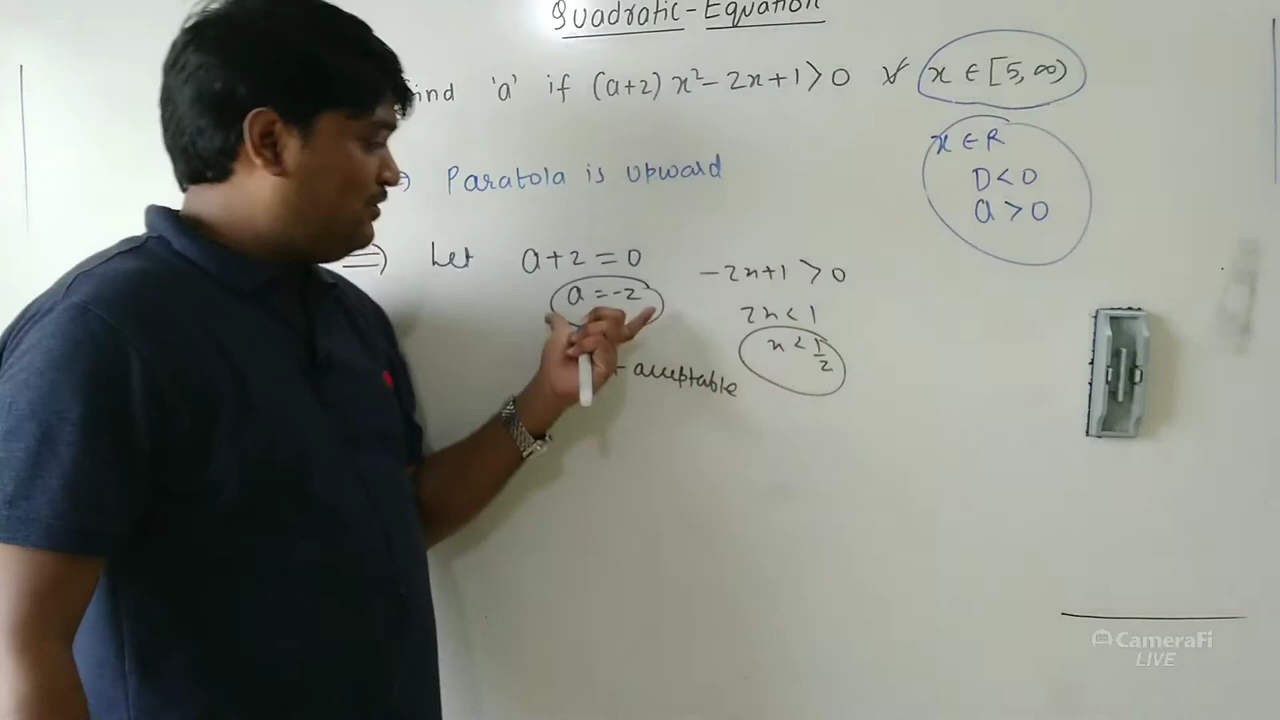 Quadratic-Equation
find 'a' if (a+2) x² - 2x + 1 > 0 ∀ x ∈ [5, ∞)
x ∈ R
D < 0
a > 0
⇒ Parabola is upward
⇒ Let a + 2 = 0
a = -2
-2x + 1 > 0
2x < 1
x < 1/2
- acceptable
CameraFi
LIVE